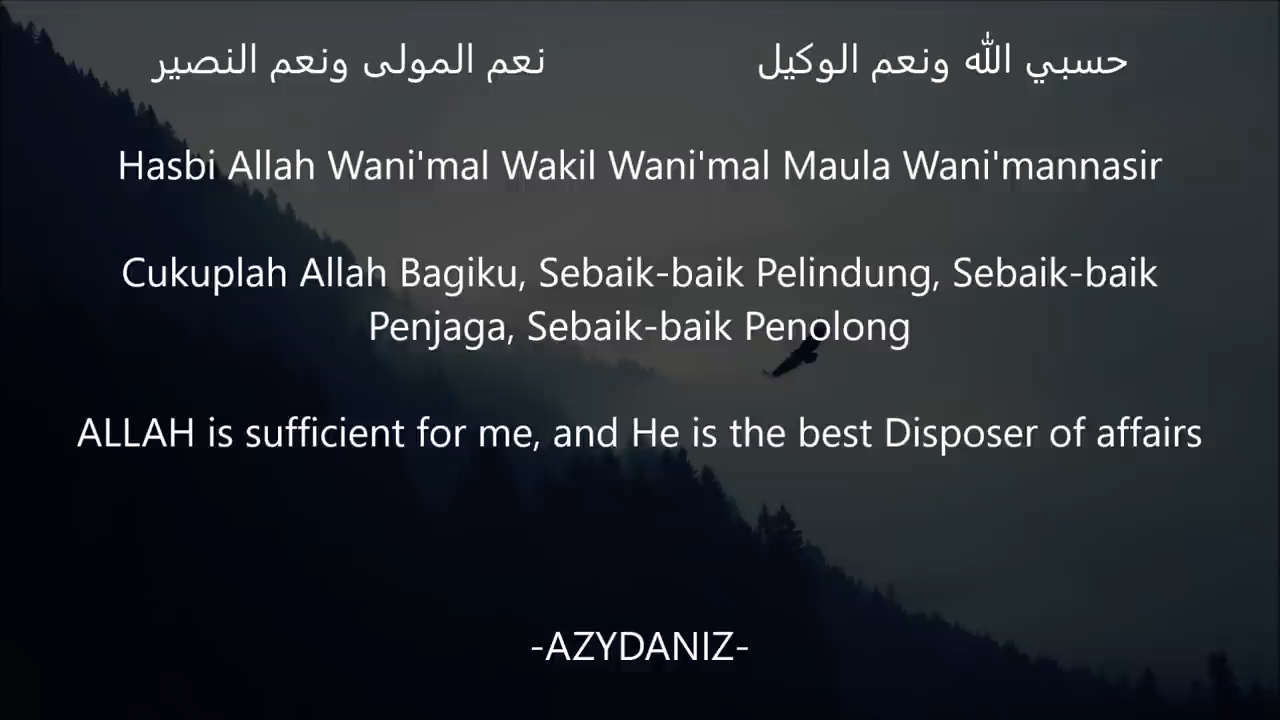 حسبي الله ونعم الوكيل نعم المولى ونعم النصير
Hasbi Allah Wani'mal Wakil Wani'mal Maula Wani'mannasir
Cukuplah Allah Bagiku, Sebaik-baik Pelindung, Sebaik-baik
Penjaga, Sebaik-baik Penolong
ALLAH is sufficient for me, and He is the best Disposer of affairs
-AZYDANIZ-